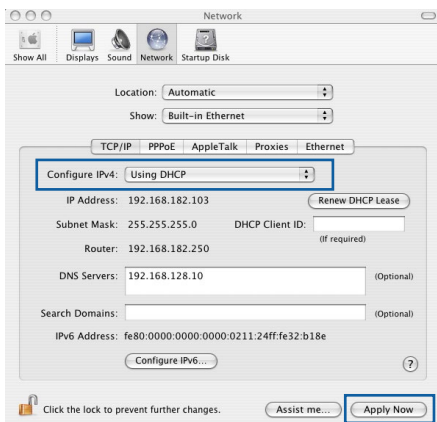 Network
Show All Displays Sound Network Startup Disk
Location: Automatic
Show: Built-in Ethernet
TCP/IP PPPoE AppleTalk Proxies Ethernet
Configure IPv4: Using DHCP
IP Address: 192.168.182.103 Renew DHCP Lease
Subnet Mask: 255.255.255.0 DHCP Client ID:
(If required)
Router: 192.168.182.250
DNS Servers: 192.168.128.10 (Optional)
Search Domains: (Optional)
IPv6 Address: fe80:0000:0000:0000:0211:24ff:fe32:b18e
Configure IPv6... ?
Click the lock to prevent further changes. Assist me... Apply Now